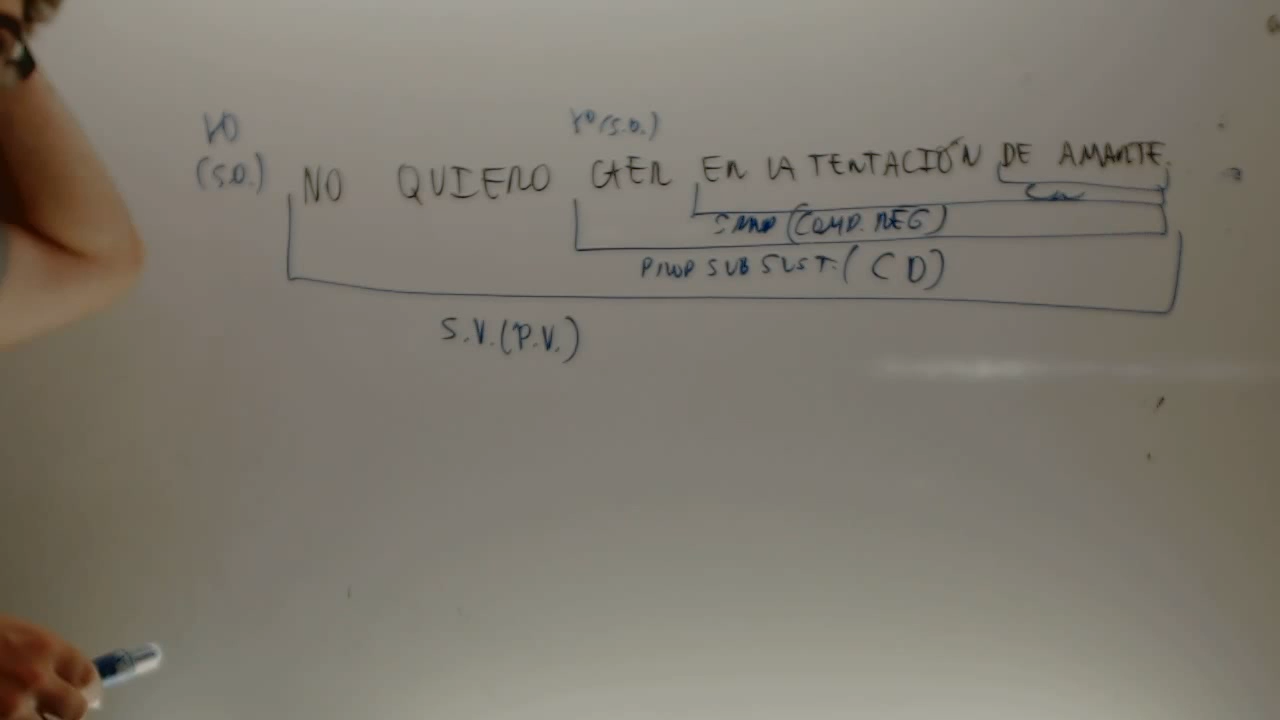 YO YO (S.O.)
(S.O.) NO QUIERO CAER EN LA TENTACIÓN DE AMARTE.
(COMP. REG)
PROP SUB SUST. (CD)
S.V. (P.V.)